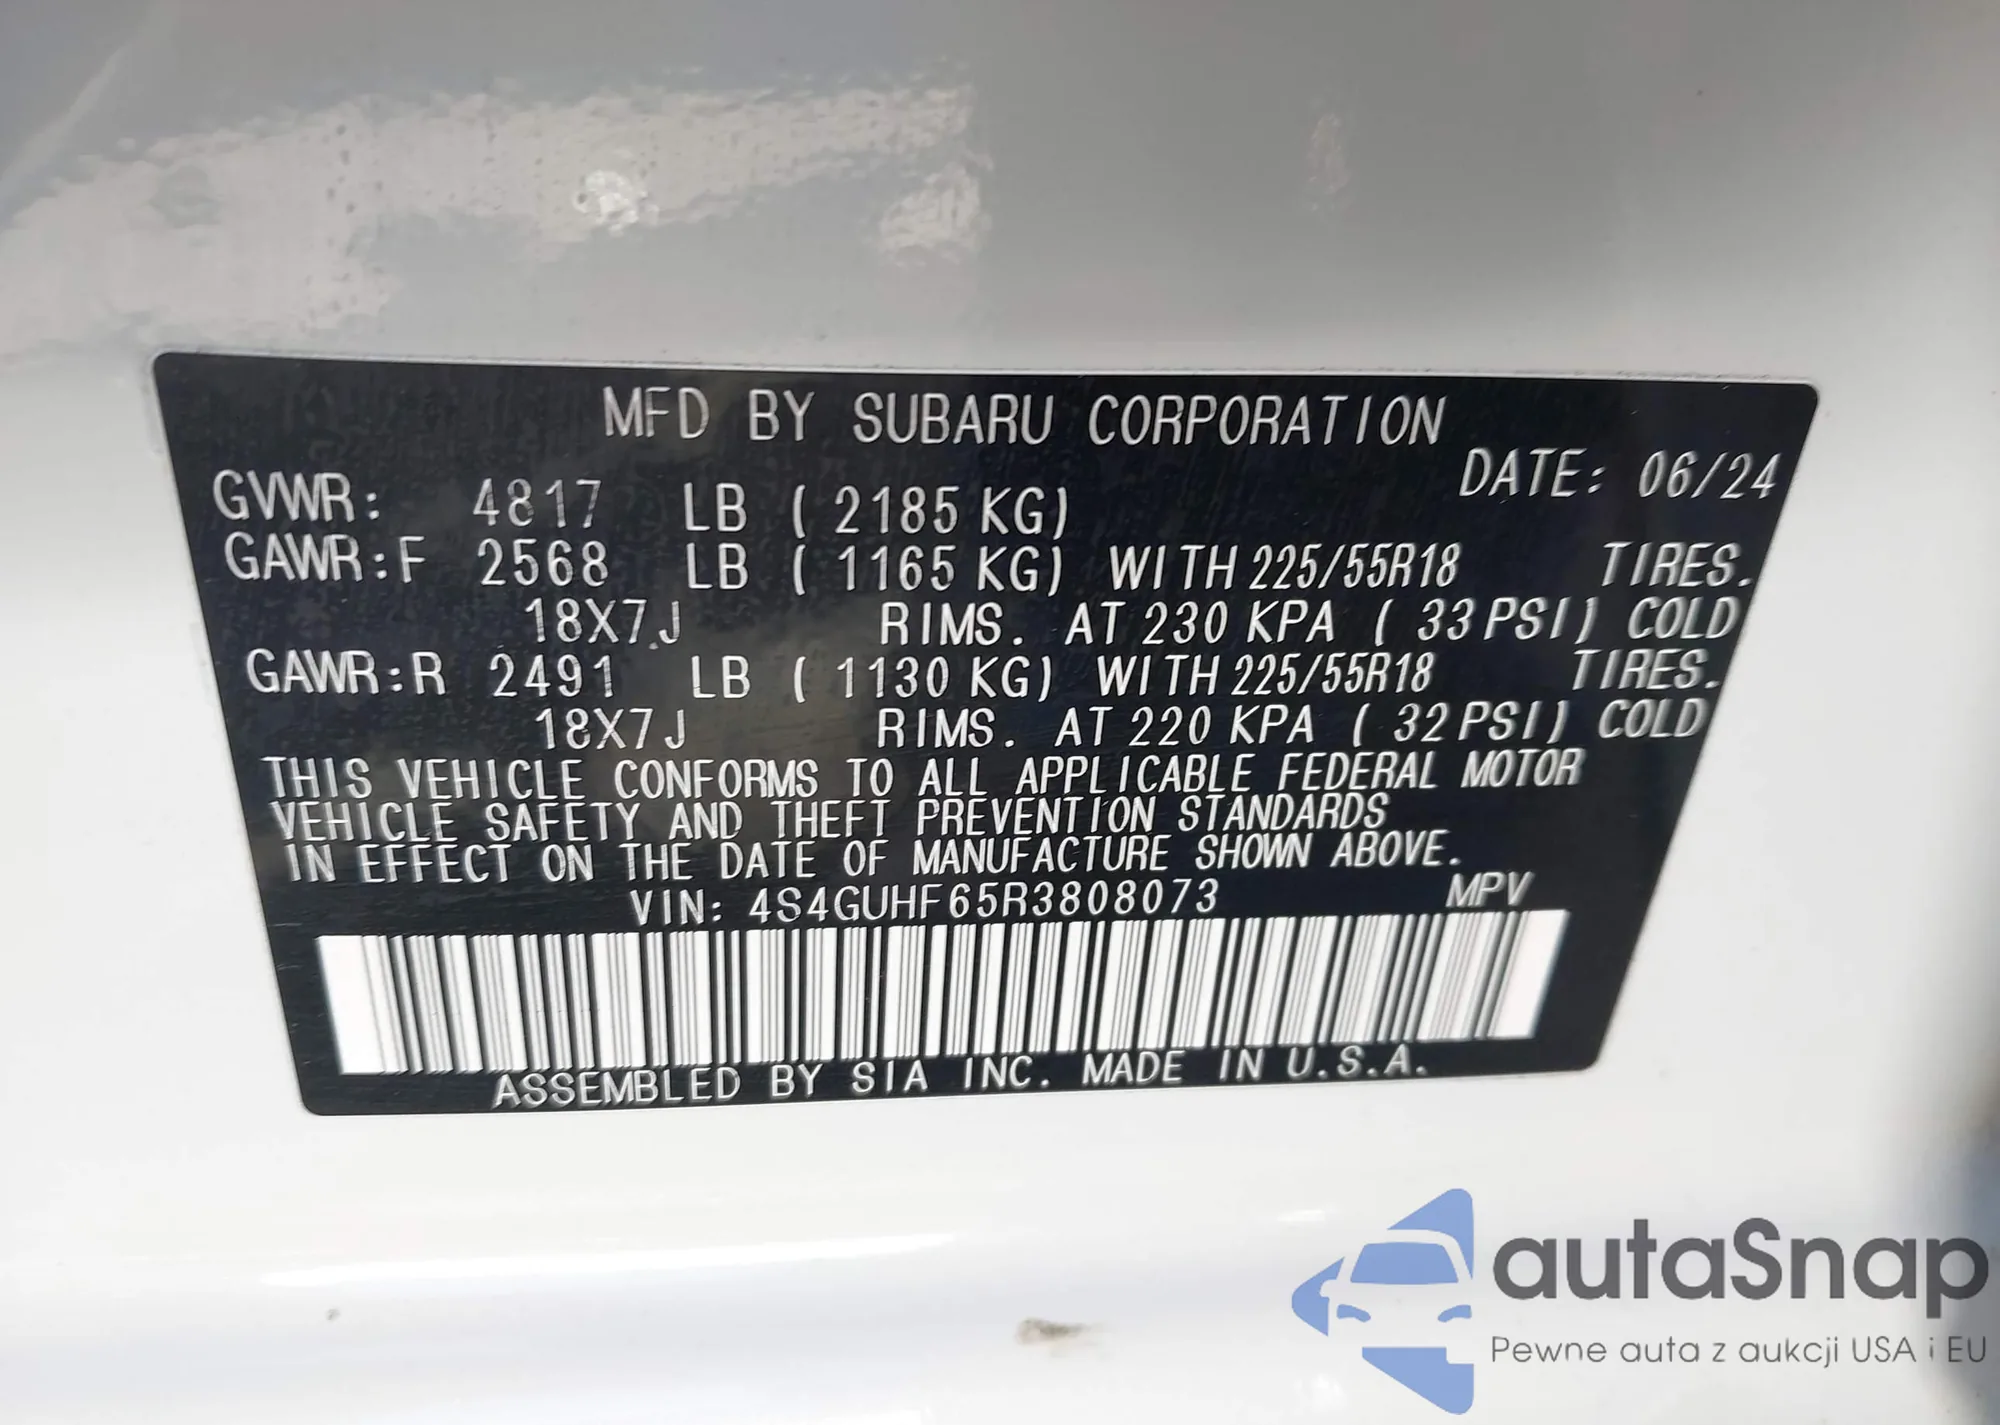 MFD BY SUBARU CORPORATION
DATE: 06/24
GVWR: 4817 LB ( 2185 KG)
GAWR:F 2568 LB ( 1165 KG) WITH 225/55R18 TIRES.
18X7J RIMS. AT 230 KPA ( 33 PSI) COLD
GAWR:R 2491 LB ( 1130 KG) WITH 225/55R18 TIRES.
18X7J RIMS. AT 220 KPA ( 32 PSI) COLD
THIS VEHICLE CONFORMS TO ALL APPLICABLE FEDERAL MOTOR
VEHICLE SAFETY AND THEFT PREVENTION STANDARDS
IN EFFECT ON THE DATE OF MANUFACTURE SHOWN ABOVE.
VIN: 4S4GUHF65R3808073 MPV
ASSEMBLED BY SIA INC. MADE IN U.S.A.
autaSnap
Pewne auta z aukcji USA i EU